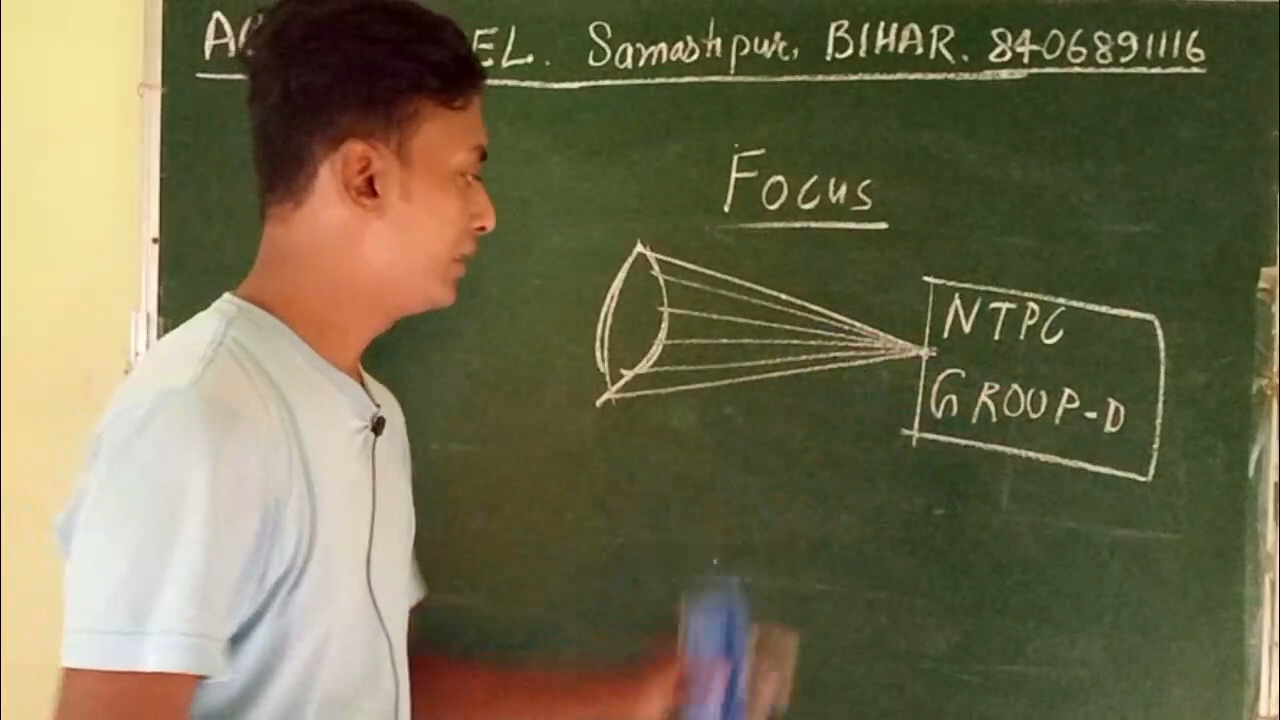 EL. Samastipur, BIHAR. 8406891116
Focus
NTPC
GROUP-D